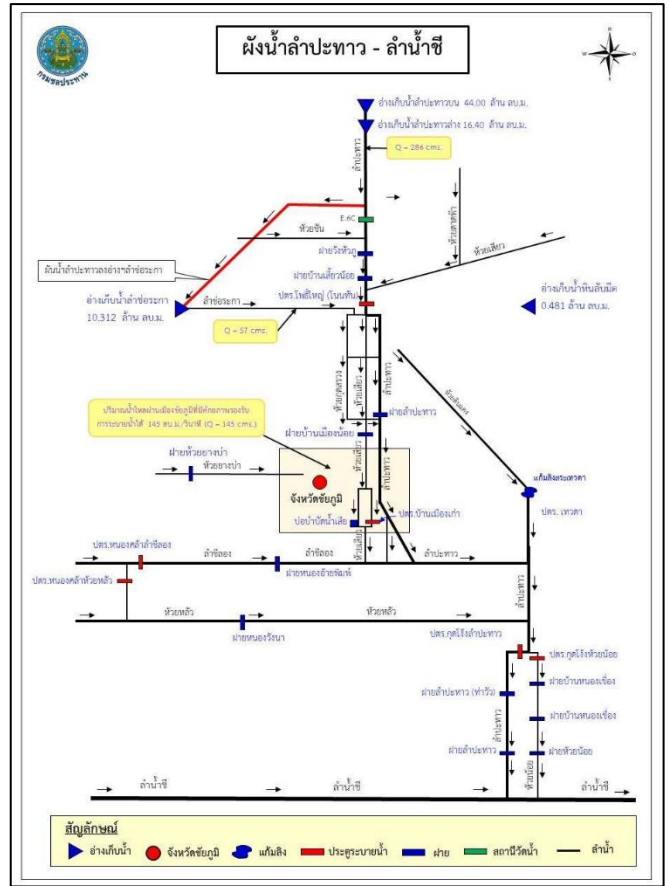 ผังน้ำลำปะทาว - ลำน้ำชี
กรมชลประทาน
อ่างเก็บน้ำลำปะทาวบน 44.00 ล้าน ลบ.ม.
อ่างเก็บน้ำลำปะทาวล่าง 16.40 ล้าน ลบ.ม.
Q = 286 cms.
ลำปะทาว
E.6C
ห้วยชัน
ห้วยตาดฟ้า
ห้วยเสียว
ฝายวังหัวภู
ผันน้ำลำปะทาวลงอ่างฯลำช่อระกา
ฝายบ้านเสี้ยวน้อย
อ่างเก็บน้ำลำช่อระกา
10.312 ล้าน ลบ.ม.
ลำช่อระกา
ปตร.โพธิ์ใหญ่ (โนนทัน)
อ่างเก็บน้ำหินลับมีด
0.481 ล้าน ลบ.ม.
Q = 57 cms.
ห้วยกุดสวง
ห้วยเสียว
ลำปะทาว
ปริมาณน้ำไหลผ่านเมืองชัยภูมิที่มีศักยภาพรองรับ
การระบายน้ำได้ 145 ลบ.ม./วินาที (Q = 145 cms.)
ฝายลำปะทาว
ฝายบ้านเมืองน้อย
ฝายห้วยยางบ่า
ห้วยยางบ่า
ห้วยเสียว
ลำปะทาว
จังหวัดชัยภูมิ
แก้มลิงสระเทวดา
ปตร. เทวดา
บ่อบำบัดน้ำเสีย
ปตร.บ้านเมืองเก่า
ห้วยเสียว
ปตร.หนองคล้าลำชีลอง
ลำชีลอง
ลำชีลอง
ลำปะทาว
ปตร.หนองคล้าห้วยหลัว
ฝายหนองอ้ายพิมพ์
ลำปะทาว
ห้วยหลัว
ห้วยหลัว
ฝายหนองวังนา
ปตร.กุดโง้งลำปะทาว
ปตร.กุดโง้งห้วยน้อย
ฝายลำปะทาว (ท่าวัว)
ฝายบ้านหนองเขื่อง
ฝายบ้านหนองเขื่อง
ลำปะทาว
ฝายลำปะทาว
ฝายห้วยน้อย
ห้วยน้อย
ลำน้ำชี
ลำน้ำชี
ลำน้ำชี
สัญลักษณ์
อ่างเก็บน้ำ
จังหวัดชัยภูมิ
แก้มลิง
ประตูระบายน้ำ
ฝาย
สถานีวัดน้ำ
ลำน้ำ